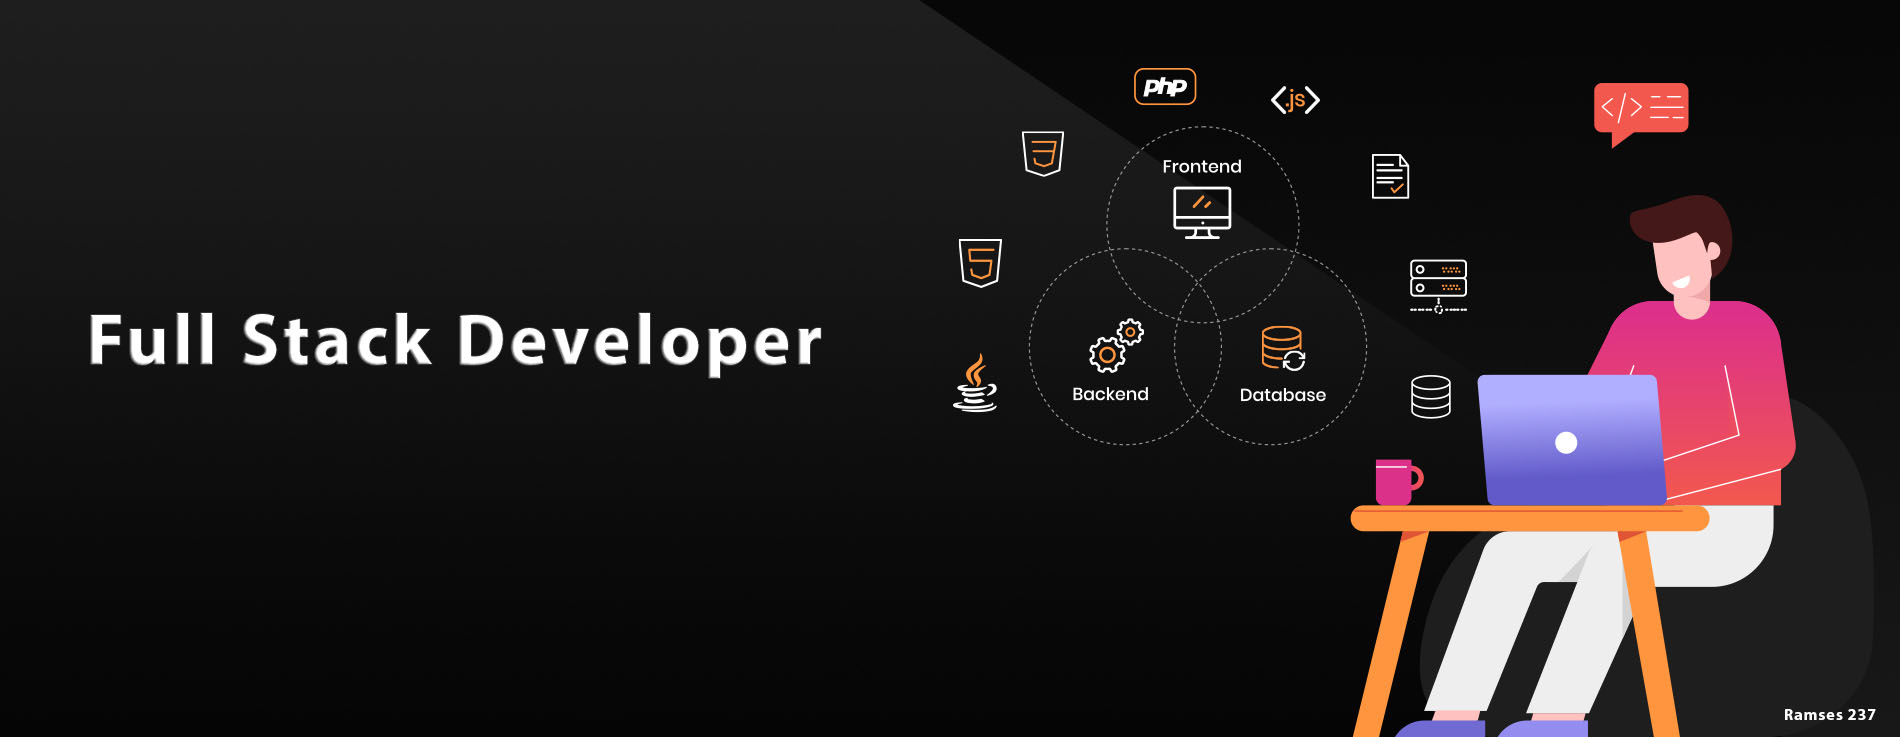 php
.js
</>
Frontend
Full Stack Developer
Backend
Database
Ramses 237